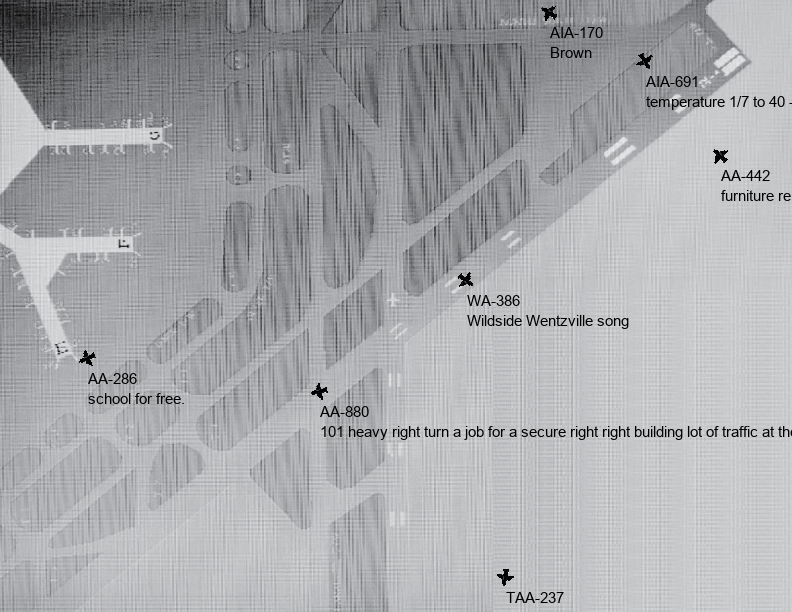 AIA-170
Brown
AIA-691
temperature 1/7 to 40 -
AA-442
furniture re
WA-386
Wildside Wentzville song
AA-286
school for free.
AA-880
101 heavy right turn a job for a secure right right building lot of traffic at the
TAA-237